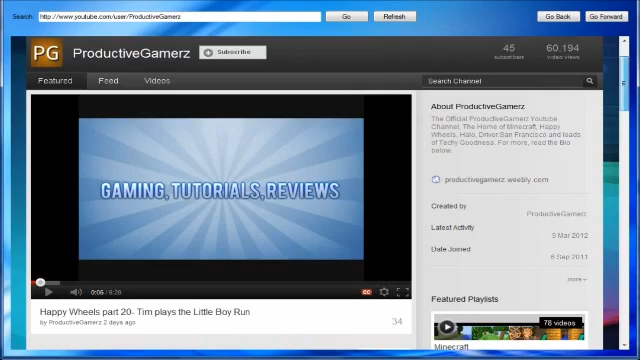 Search: http://www.youtube.com/user/ProductiveGamerz Go Refresh Go Back Go Forward
PG ProductiveGamerz Subscribe 45 subscribers 60,194 video views
Featured Feed Videos Search Channel
GAMING, TUTORIALS, REVIEWS
0:05 / 6:28 CC
Happy Wheels part 20- Tim plays the Little Boy Run
by ProductiveGamerz 2 days ago 34
About ProductiveGamerz
The Official ProductiveGamerz Youtube
Channel, The Home of Minecraft, Happy
Wheels, Halo, Driver:San Francisco and loads
of Techy Goodness. For more, read the Bio
below.
productivegamerz.weebly.com
Created by
ProductiveGamerz
Latest Activity
9 Mar 2012
Date Joined
6 Sep 2011
more
Featured Playlists
78 videos
Minecraft